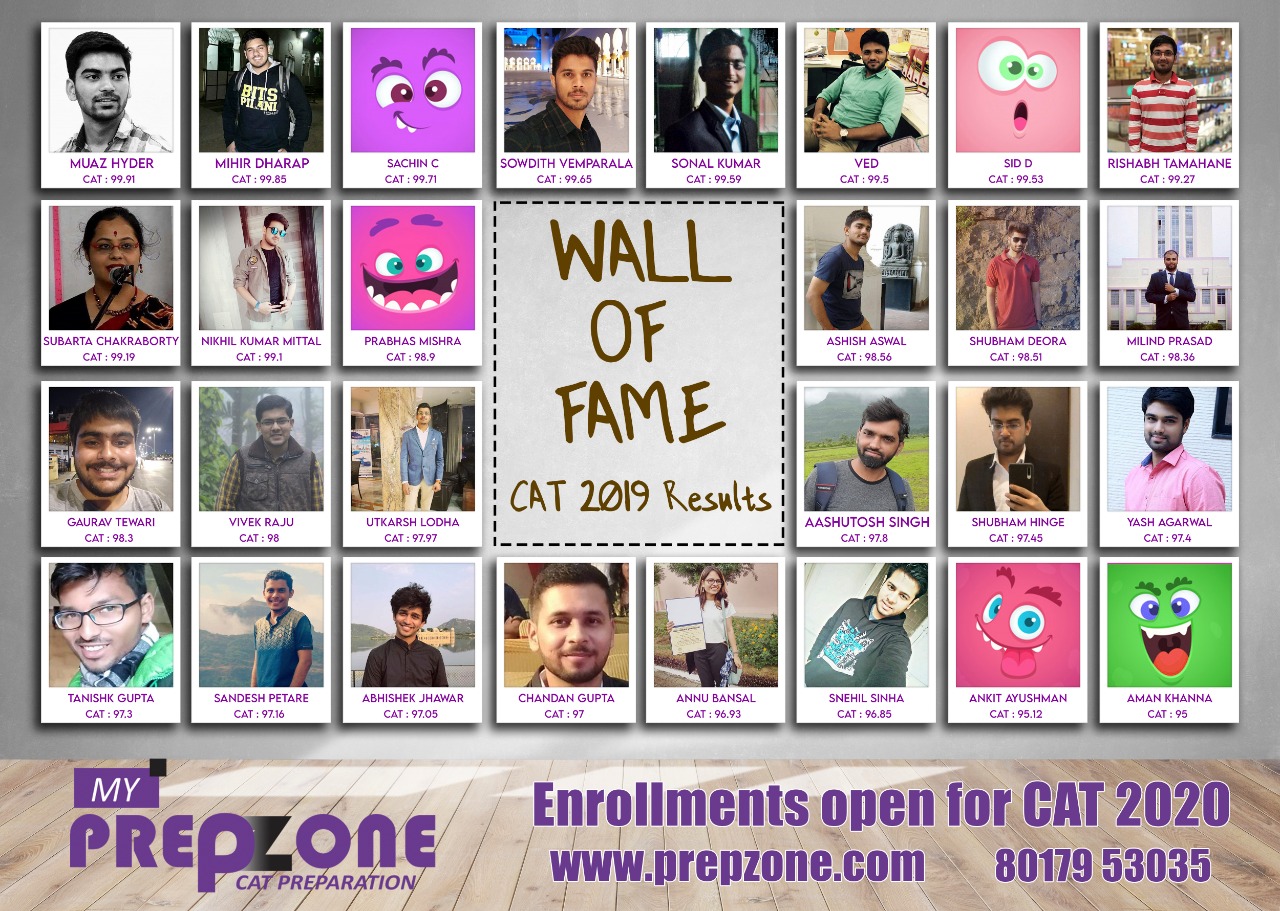 MUAZ HYDER
CAT : 99.91
BITS
PILANI
MIHIR DHARAP
CAT : 99.85
SACHIN C
CAT : 99.71
SOWDITH VEMPARALA
CAT : 99.65
SONAL KUMAR
CAT : 99.59
VED
CAT : 99.5
SID D
CAT : 99.53
RISHABH TAMAHANE
CAT : 99.27
SUBARTA CHAKRABORTY
CAT : 99.19
NIKHIL KUMAR MITTAL
CAT : 99.1
PRABHAS MISHRA
CAT : 98.9
WALL
OF
FAME
CAT 2019 Results
ASHISH ASWAL
CAT : 98.56
SHUBHAM DEORA
CAT : 98.51
MILIND PRASAD
CAT : 98.36
GAURAV TEWARI
CAT : 98.3
VIVEK RAJU
CAT : 98
UTKARSH LODHA
CAT : 97.97
AASHUTOSH SINGH
CAT : 97.8
SHUBHAM HINGE
CAT : 97.45
YASH AGARWAL
CAT : 97.4
TANISHK GUPTA
CAT : 97.3
SANDESH PETARE
CAT : 97.16
ABHISHEK JHAWAR
CAT : 97.05
CHANDAN GUPTA
CAT : 97
ANNU BANSAL
CAT : 96.93
SNEHIL SINHA
CAT : 96.85
ANKIT AYUSHMAN
CAT : 95.12
AMAN KHANNA
CAT : 95
MY
PREPZONE
CAT PREPARATION
Enrollments open for CAT 2020
www.prepzone.com 80179 53035